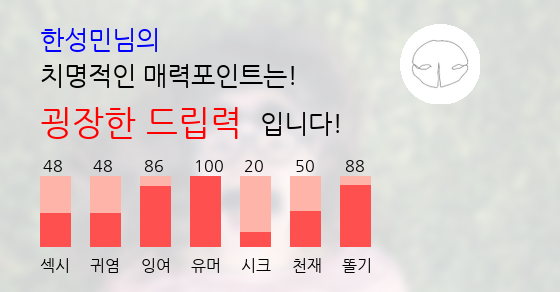 한성민님의
치명적인 매력포인트는!
굉장한 드립력 입니다!
48 48 86 100 20 50 88
섹시 귀염 잉여 유머 시크 천재 똘기